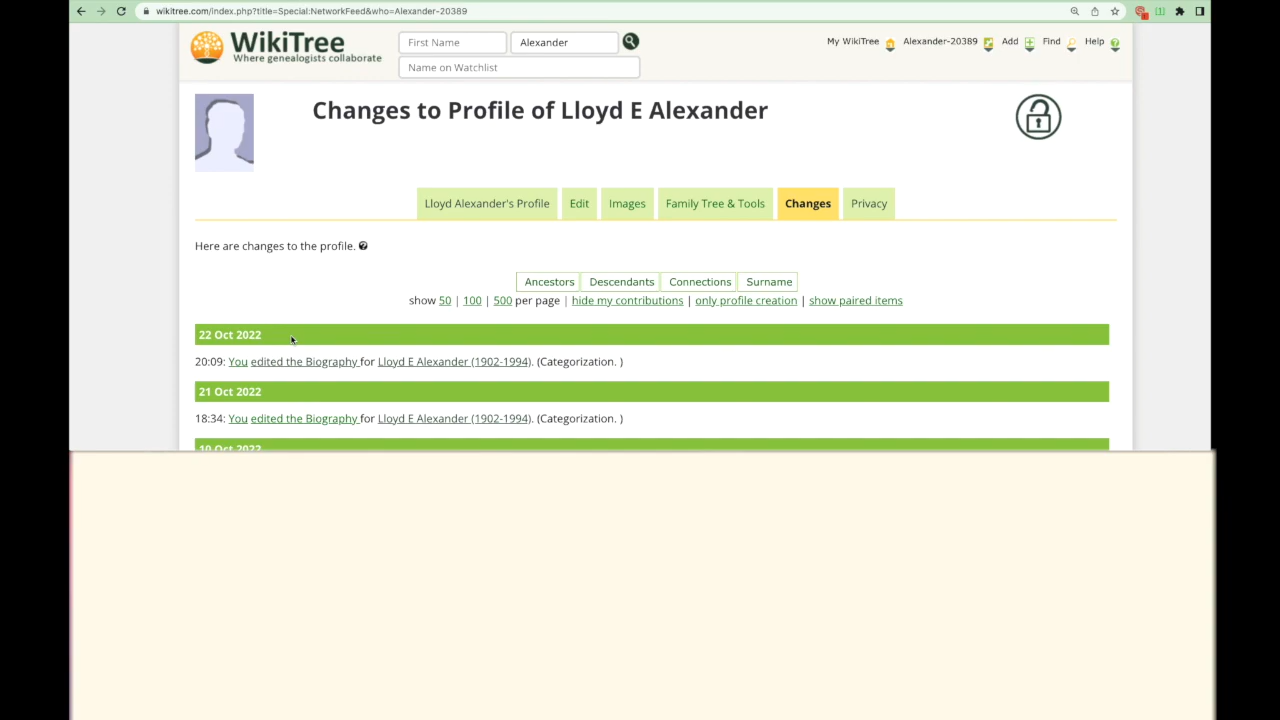 wikitree.com/index.php?title=Special:NetworkFeed&who=Alexander-20389
WikiTree
Where genealogists collaborate
First Name
Alexander
Name on Watchlist
My WikiTree
Alexander-20389
Add
Find
Help
Changes to Profile of Lloyd E Alexander
Lloyd Alexander's Profile
Edit
Images
Family Tree & Tools
Changes
Privacy
Here are changes to the profile.
Ancestors
Descendants
Connections
Surname
show 50 | 100 | 500 per page | hide my contributions | only profile creation | show paired items
22 Oct 2022
20:09: You edited the Biography for Lloyd E Alexander (1902-1994). (Categorization. )
21 Oct 2022
18:34: You edited the Biography for Lloyd E Alexander (1902-1994). (Categorization. )